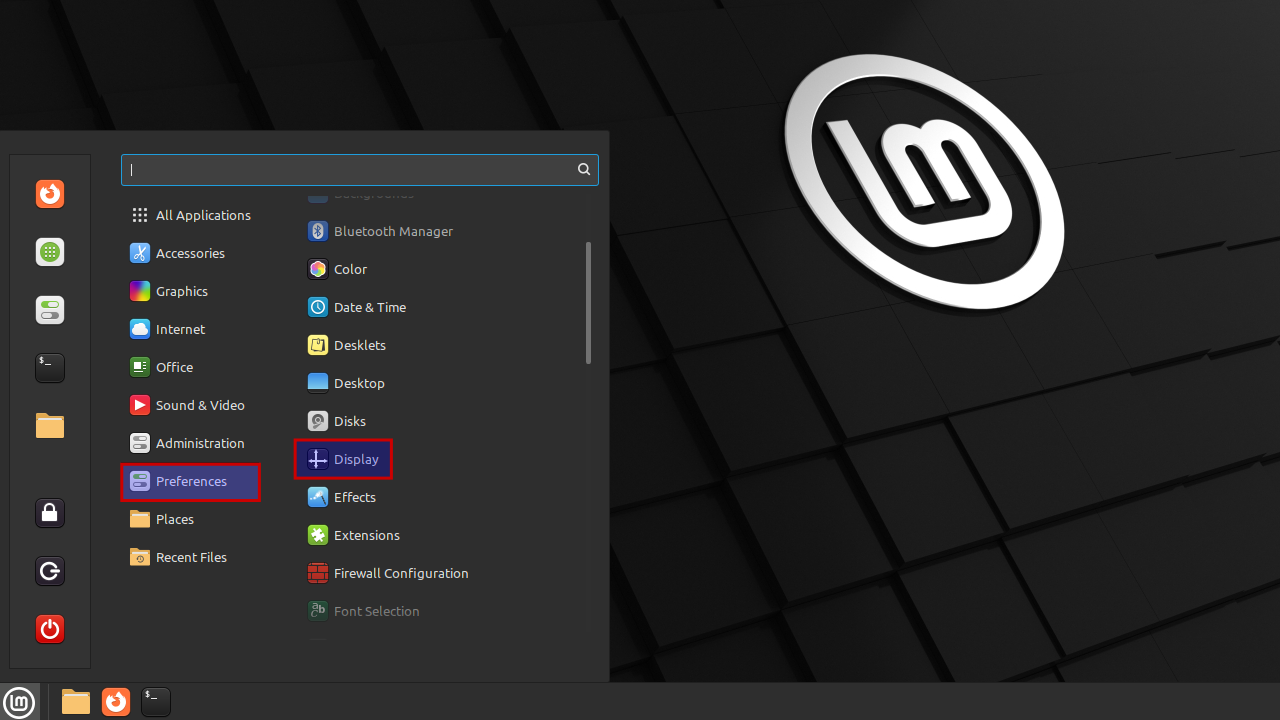 All Applications
Accessories
Graphics
Internet
Office
Sound & Video
Administration
Preferences
Places
Recent Files
Backgrounds
Bluetooth Manager
Color
Date & Time
Desklets
Desktop
Disks
Display
Effects
Extensions
Firewall Configuration
Font Selection